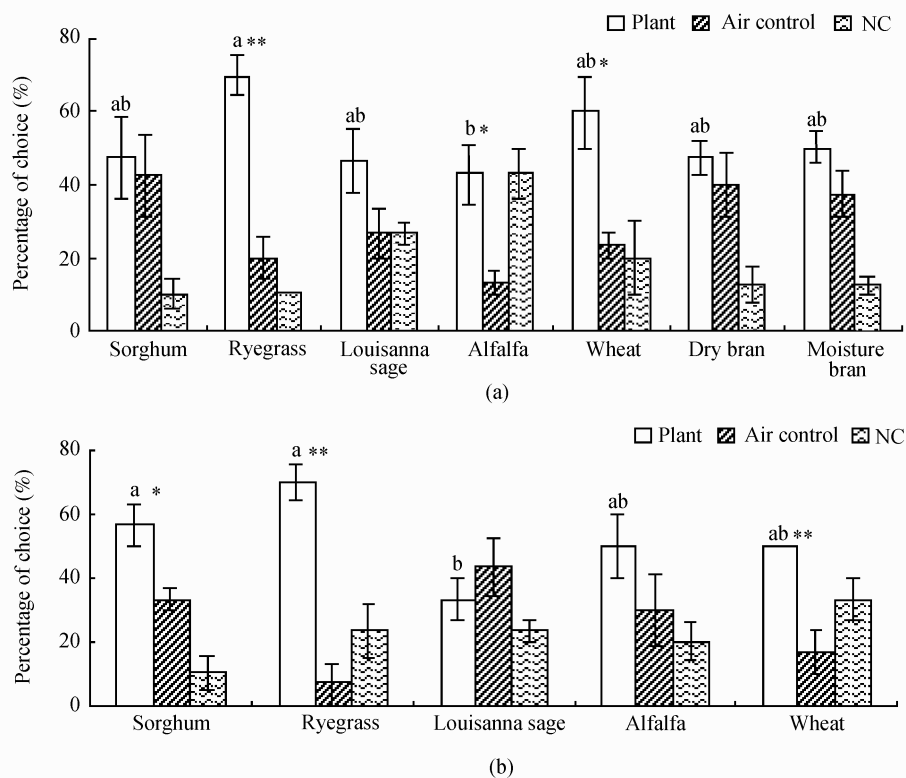 Plant Air control NC
80
60
40
20
0
Percentage of choice (%)
ab
a **
ab
b *
ab *
ab
ab
Sorghum Ryegrass Louisanna sage Alfalfa Wheat Dry bran Moisture bran
(a)
Plant Air control NC
80
60
40
20
0
Percentage of choice (%)
a *
a **
b
ab
ab **
Sorghum Ryegrass Louisanna sage Alfalfa Wheat
(b)